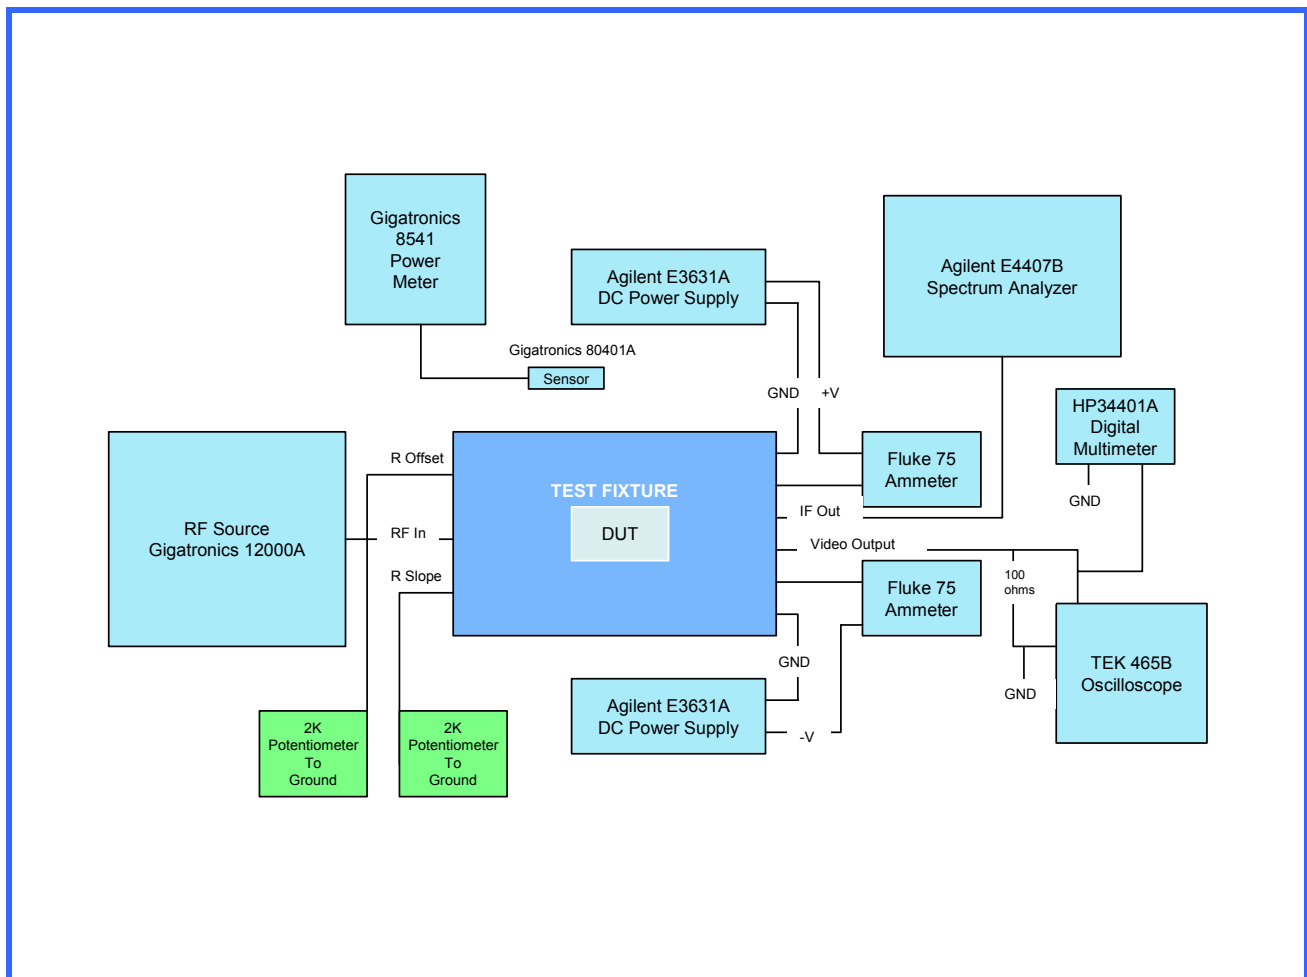 Gigatronics
8541
Power
Meter
Agilent E3631A
DC Power Supply
Agilent E4407B
Spectrum Analyzer
Gigatronics 80401A
Sensor
GND
+V
HP34401A
Digital
Multimeter
GND
RF Source
Gigatronics 12000A
R Offset
RF In
R Slope
TEST FIXTURE
DUT
Fluke 75
Ammeter
IF Out
Video Output
100
ohms
Fluke 75
Ammeter
GND
GND
TEK 465B
Oscilloscope
Agilent E3631A
DC Power Supply
-V
2K
Potentiometer
To
Ground
2K
Potentiometer
To
Ground